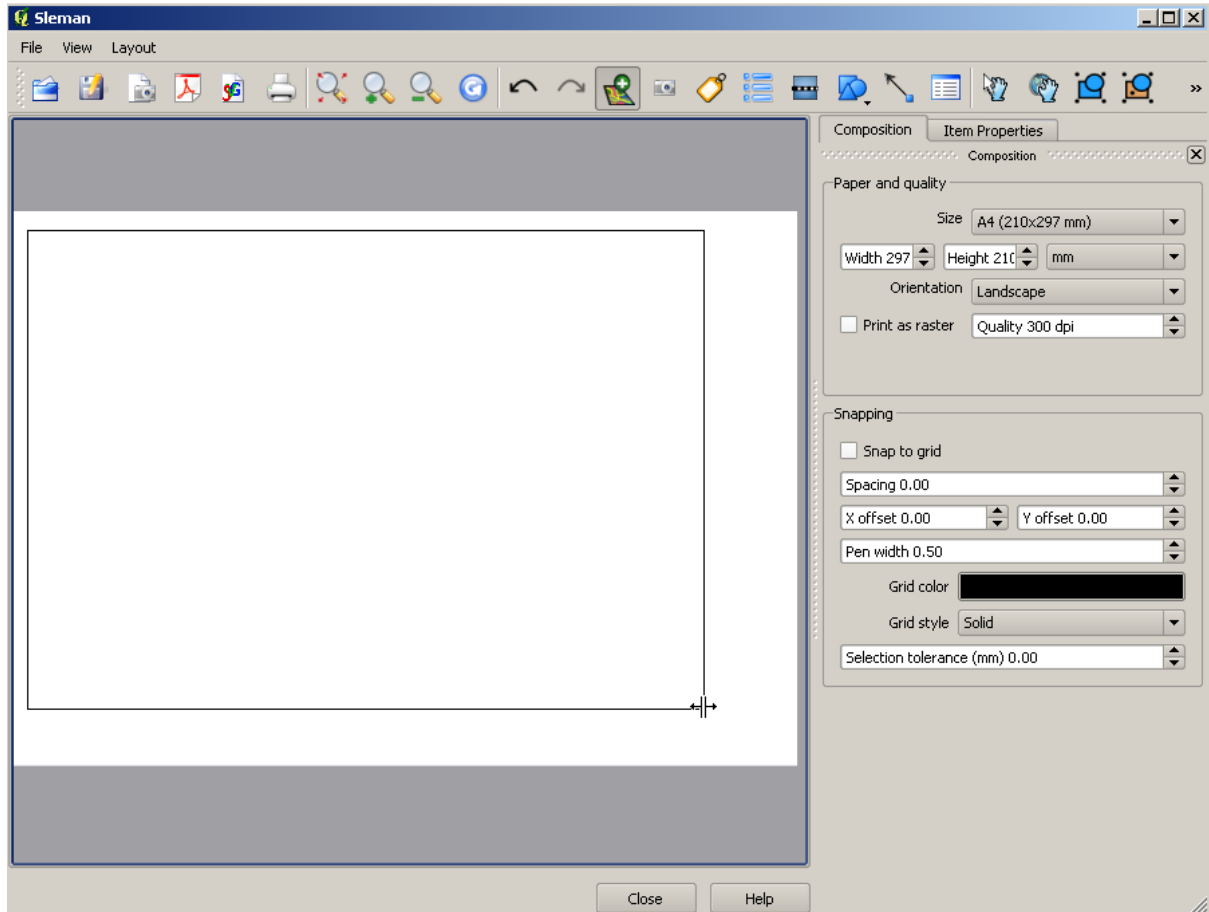 Sleman
File View Layout
Composition Item Properties
Composition
Paper and quality
Size A4 (210x297 mm)
Width 297 Height 210 mm
Orientation Landscape
Print as raster Quality 300 dpi
Snapping
Snap to grid
Spacing 0.00
X offset 0.00 Y offset 0.00
Pen width 0.50
Grid color
Grid style Solid
Selection tolerance (mm) 0.00
Close Help